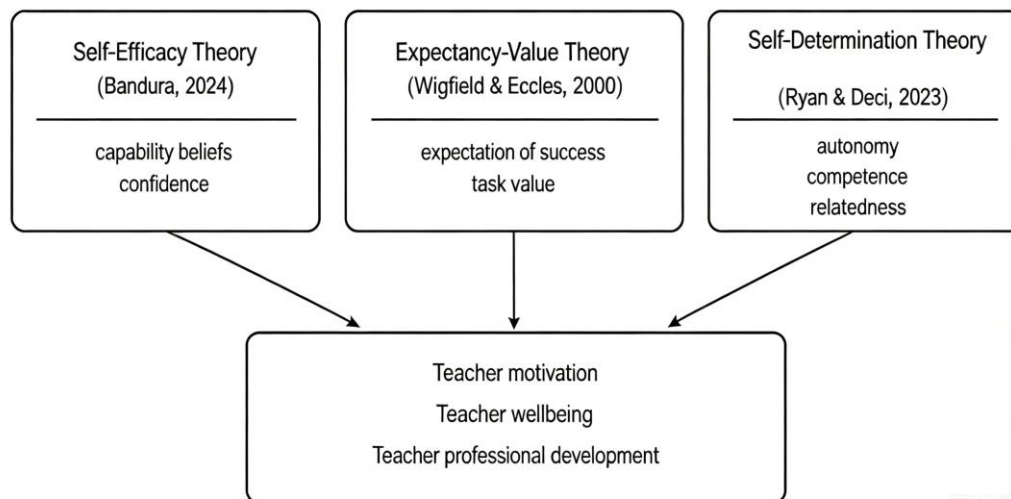 Self-Efficacy Theory
(Bandura, 2024)
capability beliefs
confidence
Expectancy-Value Theory
(Wigfield & Eccles, 2000)
expectation of success
task value
Self-Determination Theory
(Ryan & Deci, 2023)
autonomy
competence
relatedness
Teacher motivation
Teacher wellbeing
Teacher professional development